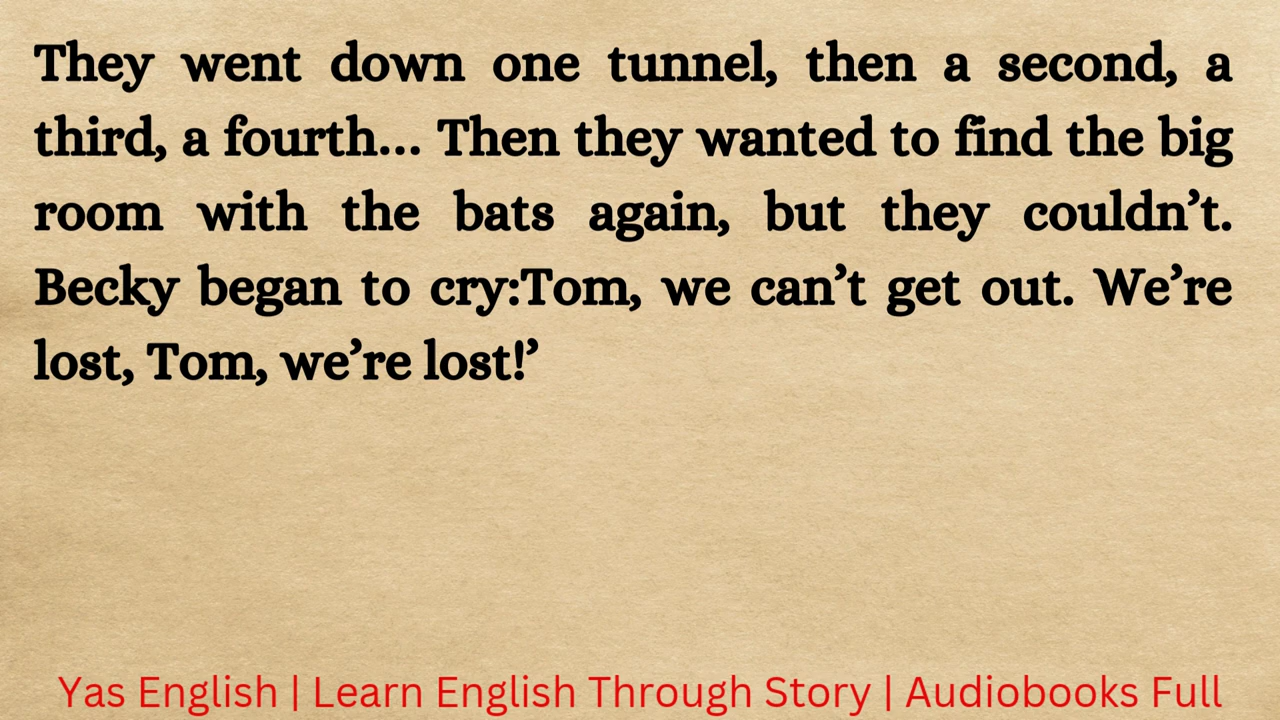 They went down one tunnel, then a second, a
third, a fourth... Then they wanted to find the big
room with the bats again, but they couldn’t.
Becky began to cry:Tom, we can’t get out. We’re
lost, Tom, we’re lost!’
Yas English | Learn English Through Story | Audiobooks Full